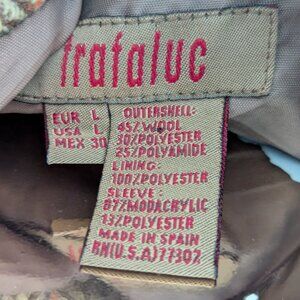 trafaluc
EUR L
USA L
MEX 30
OUTERSHELL:
45%WOOL
30%POLYESTER
25%POLYAMIDE
LINING:
100%POLYESTER
SLEEVE:
87%MODACRYLIC
13%POLYESTER
MADE IN SPAIN
RN(U.S.A)77302